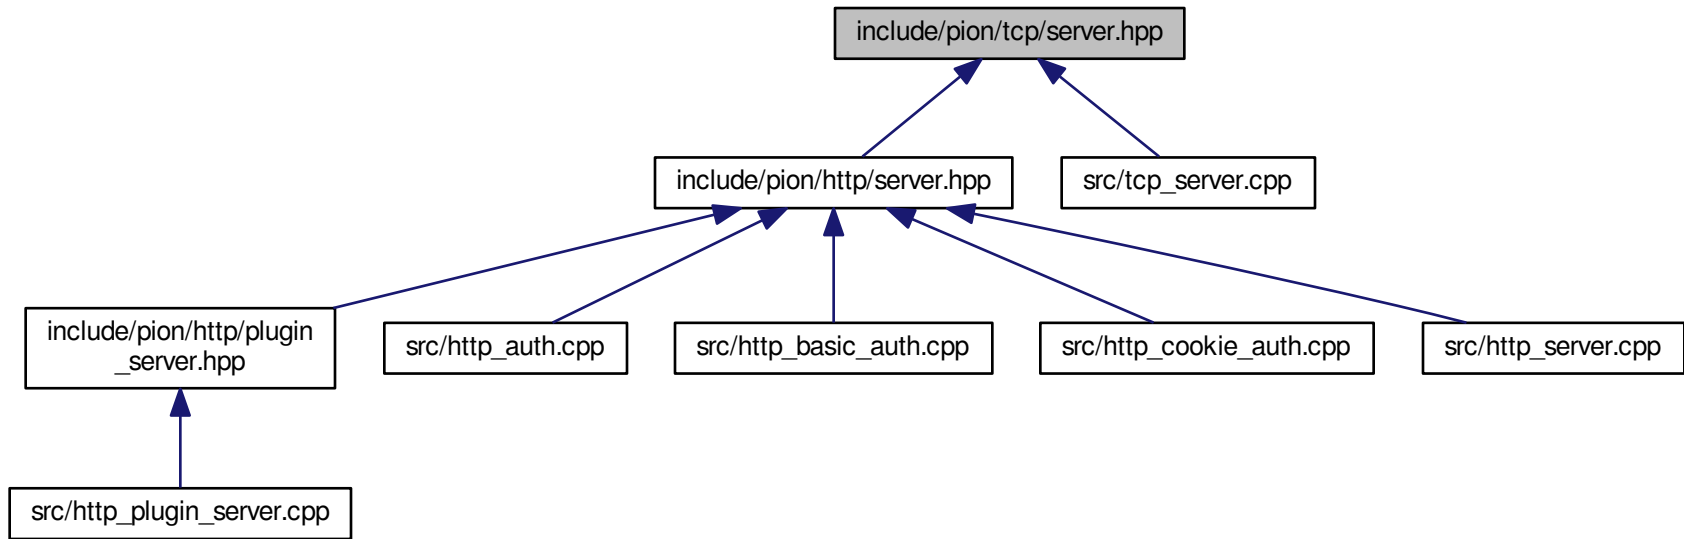 include/pion/tcp/server.hpp
include/pion/http/server.hpp
src/tcp_server.cpp
include/pion/http/plugin
_server.hpp
src/http_auth.cpp
src/http_basic_auth.cpp
src/http_cookie_auth.cpp
src/http_server.cpp
src/http_plugin_server.cpp